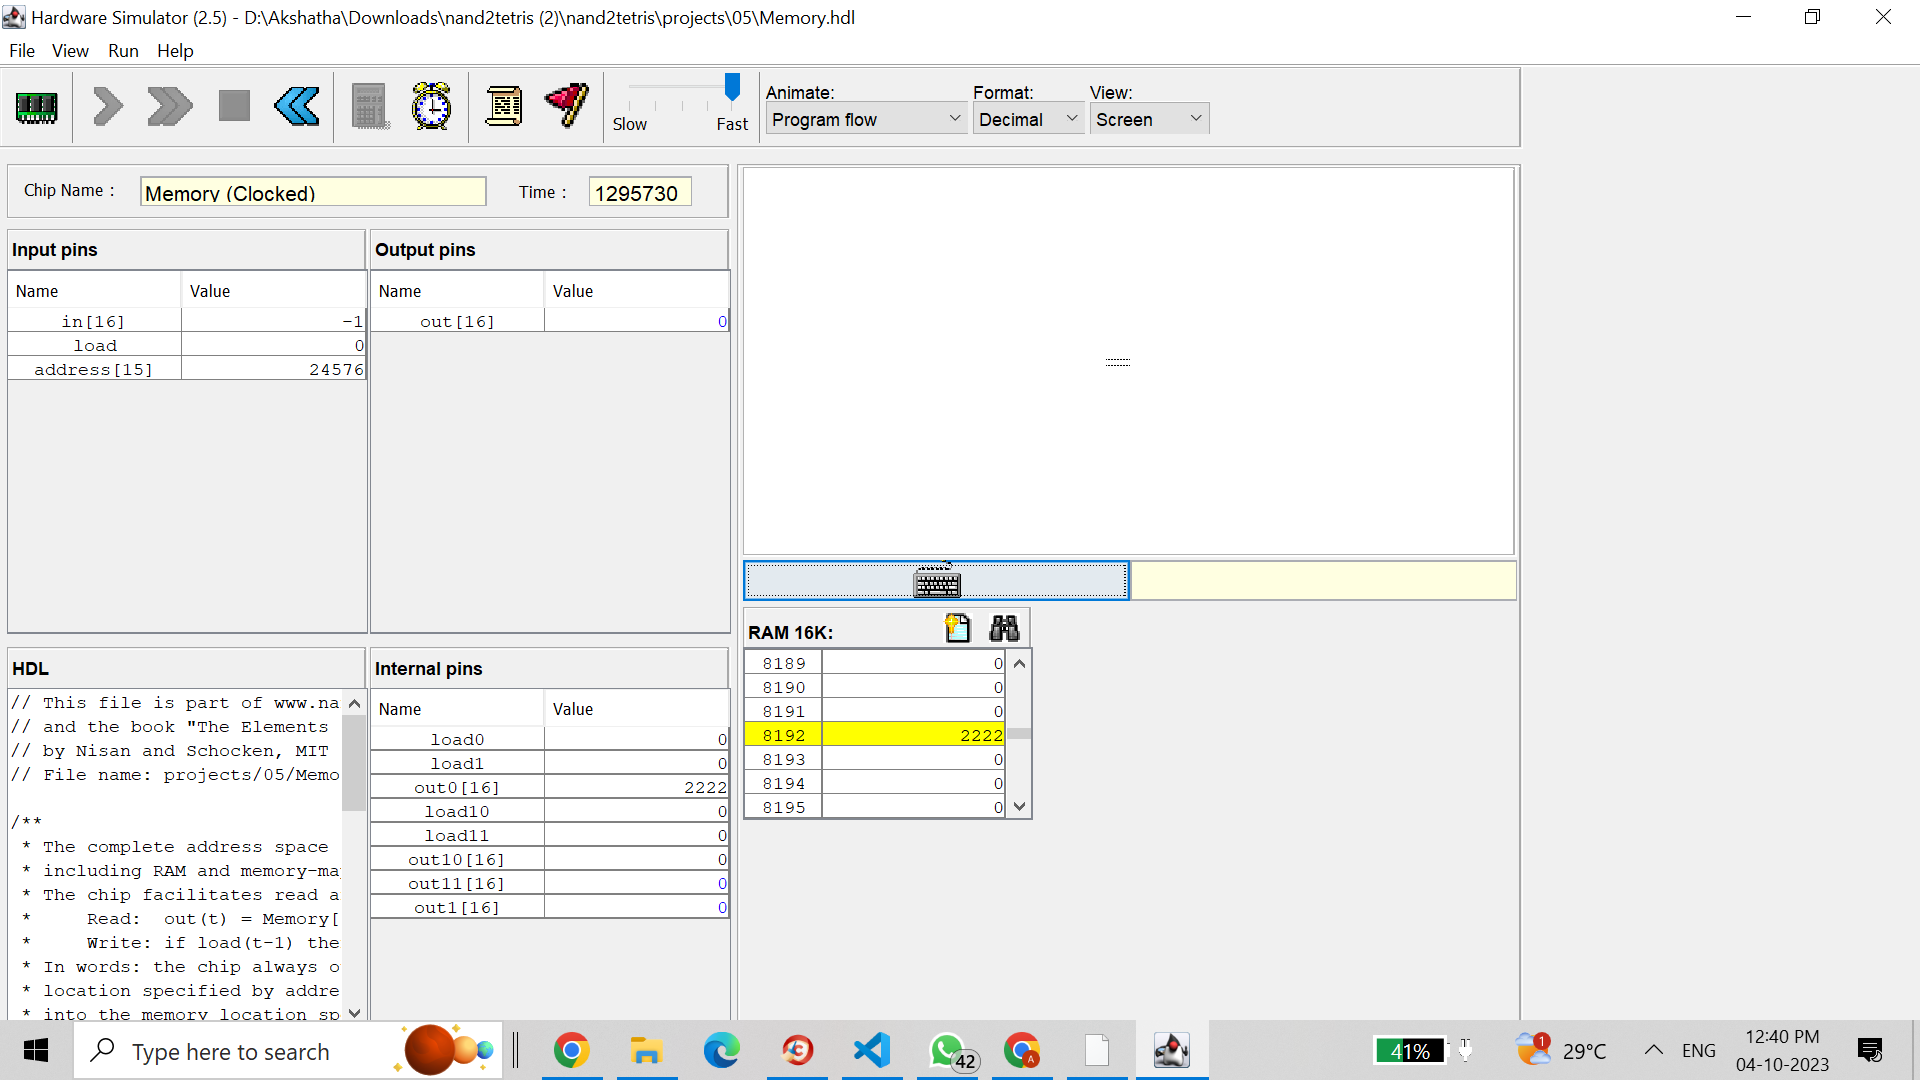 Hardware Simulator (2.5) - D:\Akshatha\Downloads\nand2tetris (2)\nand2tetris\projects\05\Memory.hdl
File View Run Help
Slow Fast
Animate: Format: View:
Program flow Decimal Screen
Chip Name : Memory (Clocked) Time : 1295730
Input pins
Name Value
in[16] -1
load 0
address[15] 24576
Output pins
Name Value
out[16] 0
HDL
// This file is part of www.na
// and the book "The Elements
// by Nisan and Schocken, MIT
// File name: projects/05/Memo
/**
* The complete address space
* including RAM and memory-ma
* The chip facilitates read a
* Read: out(t) = Memory[
* Write: if load(t-1) the
* In words: the chip always o
* location specified by addre
* into the memory location sp
Internal pins
Name Value
load0 0
load1 0
out0[16] 2222
load10 0
load11 0
out10[16] 0
out11[16] 0
out1[16] 0
RAM 16K:
8189 0
8190 0
8191 0
8192 2222
8193 0
8194 0
8195 0
Type here to search
42
A
41%
1
29°C
ENG
12:40 PM
04-10-2023